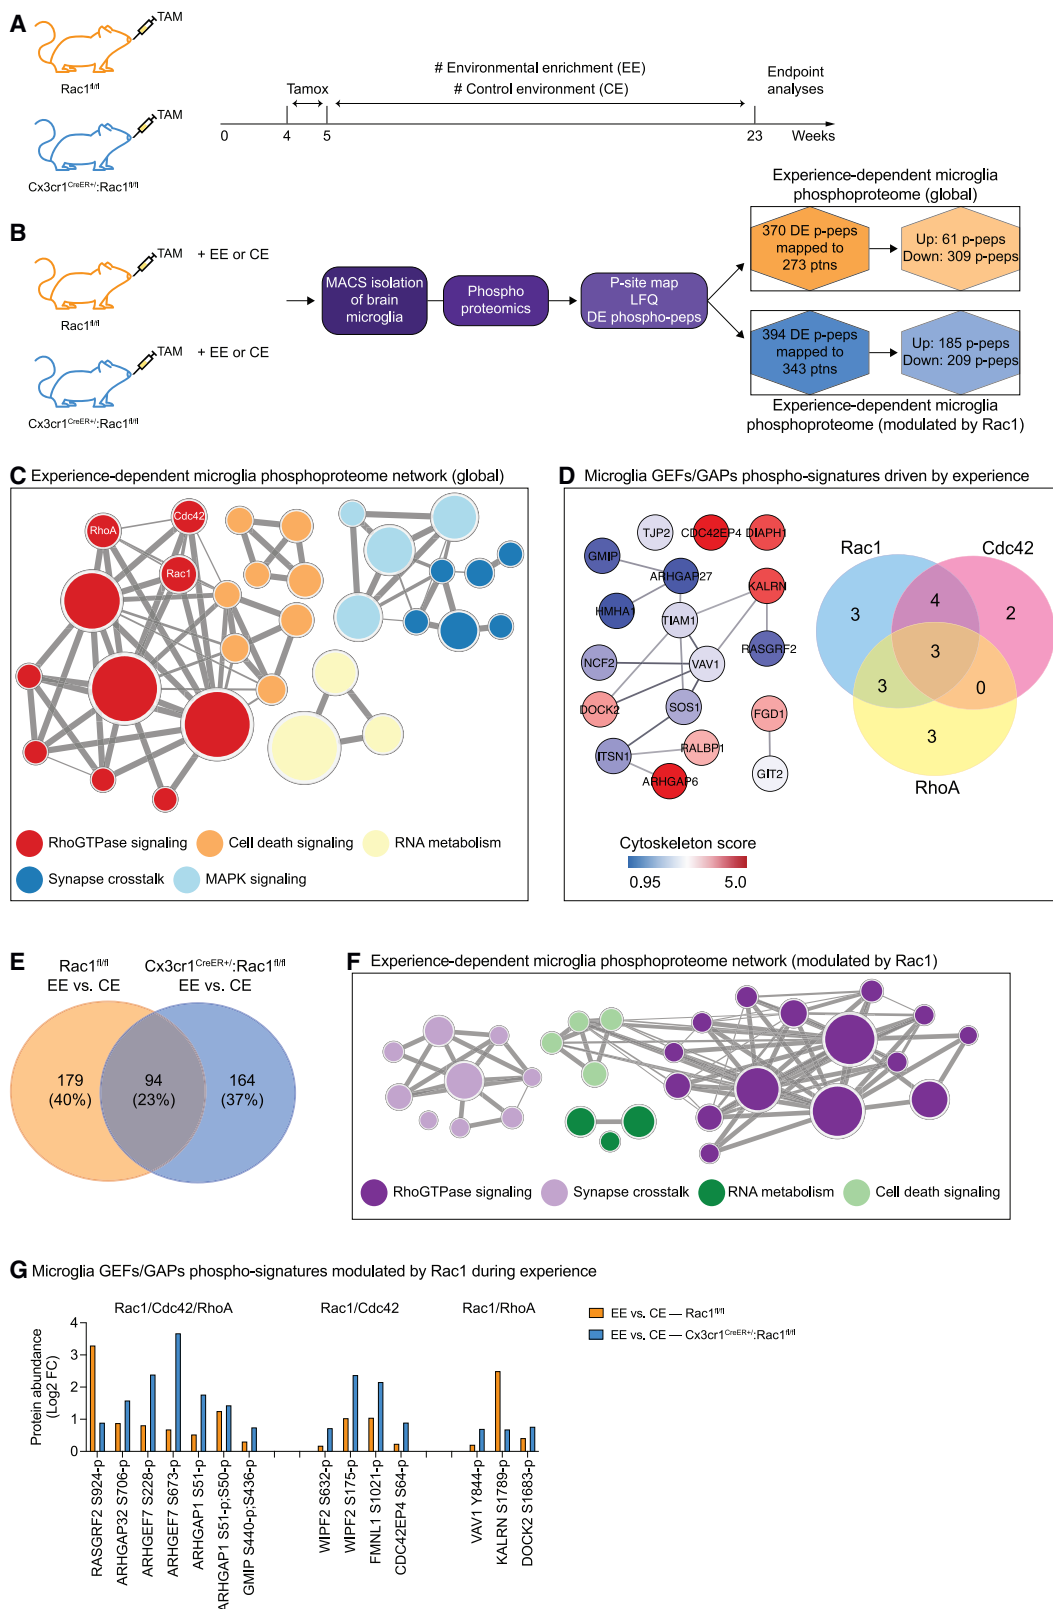 A
TAM
Rac1fl/fl
TAM
Cx3cr1CreER+/:Rac1fl/fl
# Environmental enrichment (EE)
# Control environment (CE)
Tamox
Endpoint
analyses
0
4
5
23
Weeks
B
TAM
+ EE or CE
Rac1fl/fl
TAM
+ EE or CE
Cx3cr1CreER+/:Rac1fl/fl
MACS isolation
of brain
microglia
Phospho
proteomics
P-site map
LFQ
DE phospho-peps
Experience-dependent microglia
phosphoproteome (global)
370 DE p-peps
mapped to
273 ptns
Up: 61 p-peps
Down: 309 p-peps
394 DE p-peps
mapped to
343 ptns
Up: 185 p-peps
Down: 209 p-peps
Experience-dependent microglia
phosphoproteome (modulated by Rac1)
C Experience-dependent microglia phosphoproteome network (global)
RhoA
Cdc42
Rac1
RhoGTPase signaling
Cell death signaling
RNA metabolism
Synapse crosstalk
MAPK signaling
D Microglia GEFs/GAPs phospho-signatures driven by experience
TJP2
CDC42EP4
DIAPH1
GMIP
ARHGAP27
KALRN
HMHA1
TIAM1
RASGRF2
NCF2
VAV1
DOCK2
SOS1
FGD1
ITSN1
RALBP1
ARHGAP6
GIT2
Cytoskeleton score
0.95
5.0
Rac1
Cdc42
3
4
2
3
3
0
3
RhoA
E
Rac1fl/fl
EE vs. CE
Cx3cr1CreER+/:Rac1fl/fl
EE vs. CE
179
(40%)
94
(23%)
164
(37%)
F Experience-dependent microglia phosphoproteome network (modulated by Rac1)
RhoGTPase signaling
Synapse crosstalk
RNA metabolism
Cell death signaling
G Microglia GEFs/GAPs phospho-signatures modulated by Rac1 during experience
Rac1/Cdc42/RhoA
Rac1/Cdc42
Rac1/RhoA
EE vs. CE — Rac1fl/fl
EE vs. CE — Cx3cr1CreER+/:Rac1fl/fl
Protein abundance
(Log2 FC)
4
3
2
1
0
RASGRF2 S924-p
ARHGAP32 S706-p
ARHGEF7 S228-p
ARHGEF7 S673-p
ARHGAP1 S51-p
ARHGAP1 S51-p;S50-p
GMIP S440-p;S436-p
WIPF2 S632-p
WIPF2 S175-p
FMNL1 S1021-p
CDC42EP4 S64-p
VAV1 Y844-p
KALRN S1789-p
DOCK2 S1683-p